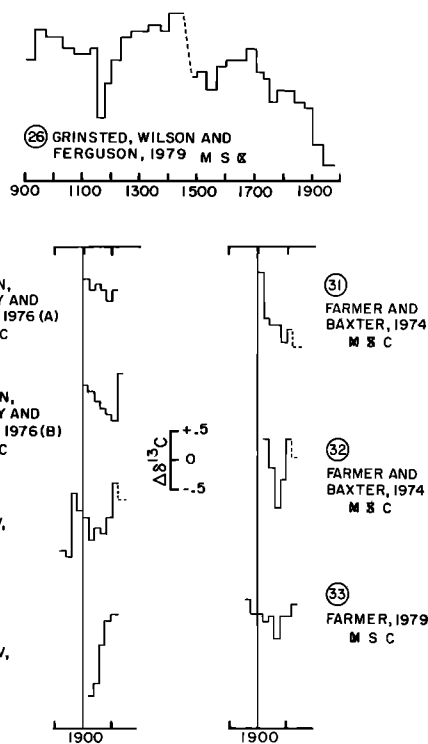 26 GRINSTED, WILSON AND
FERGUSON, 1979 M S C
900 1100 1300 1500 1700 1900
N,
Y AND
1976 (A)
C
N,
Y AND
1976 (B)
C
V,
V,
1900
Δδ¹³C
+.5
0
-.5
31
FARMER AND
BAXTER, 1974
M S C
32
FARMER AND
BAXTER, 1974
M S C
33
FARMER, 1979
M S C
1900